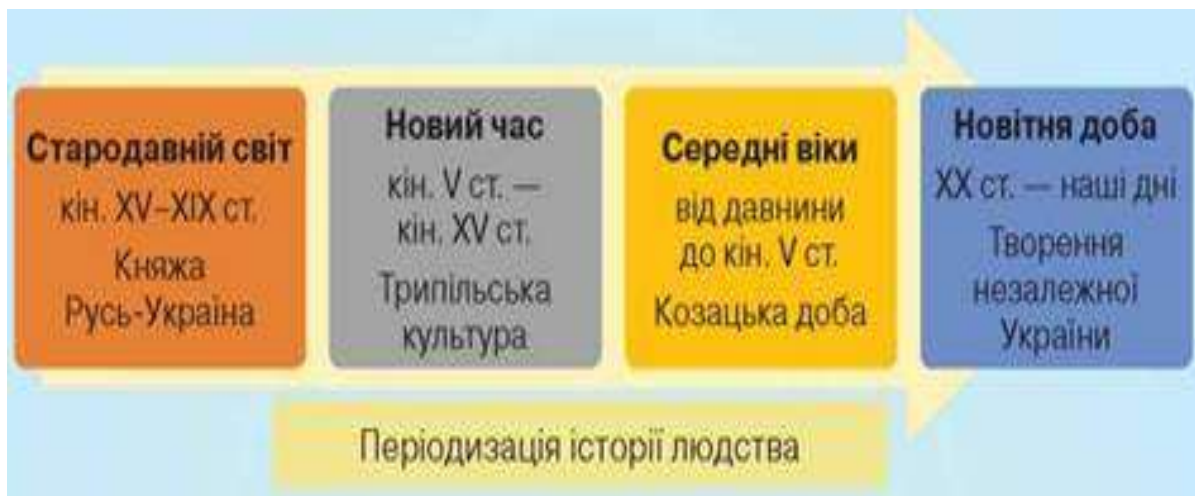 Стародавній світ
кін. XV–XIX ст.
Княжа
Русь-Україна
Новий час
кін. V ст. —
кін. XV ст.
Трипільська
культура
Середні віки
від давнини
до кін. V ст.
Козацька доба
Новітня доба
XX ст. — наші дні
Творення
незалежної
України
Періодизація історії людства